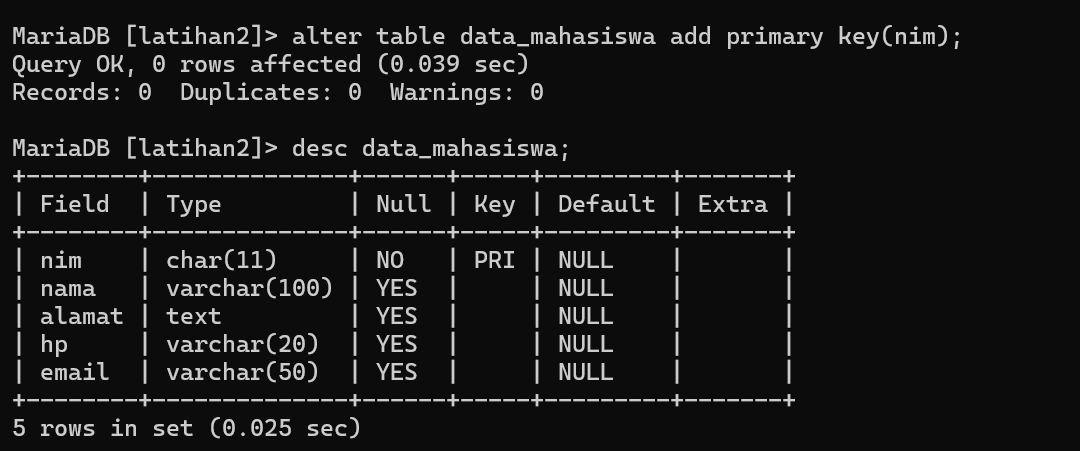 MariaDB [latihan2]> alter table data_mahasiswa add primary key(nim);
Query OK, 0 rows affected (0.039 sec)
Records: 0  Duplicates: 0  Warnings: 0

MariaDB [latihan2]> desc data_mahasiswa;
+--------+--------------+------+-----+---------+-------+
| Field  | Type         | Null | Key | Default | Extra |
+--------+--------------+------+-----+---------+-------+
| nim    | char(11)     | NO   | PRI | NULL    |       |
| nama   | varchar(100) | YES  |     | NULL    |       |
| alamat | text         | YES  |     | NULL    |       |
| hp     | varchar(20)  | YES  |     | NULL    |       |
| email  | varchar(50)  | YES  |     | NULL    |       |
+--------+--------------+------+-----+---------+-------+
5 rows in set (0.025 sec)